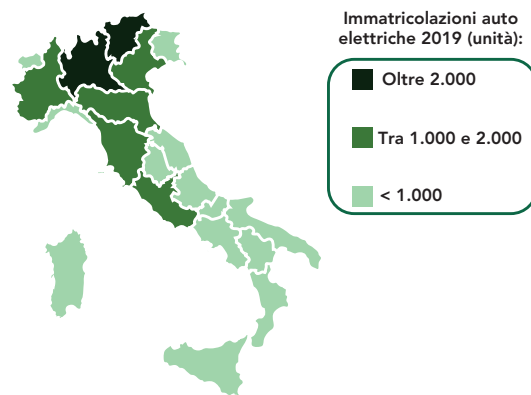 Immatricolazioni auto
elettriche 2019 (unità):
Oltre 2.000
Tra 1.000 e 2.000
< 1.000